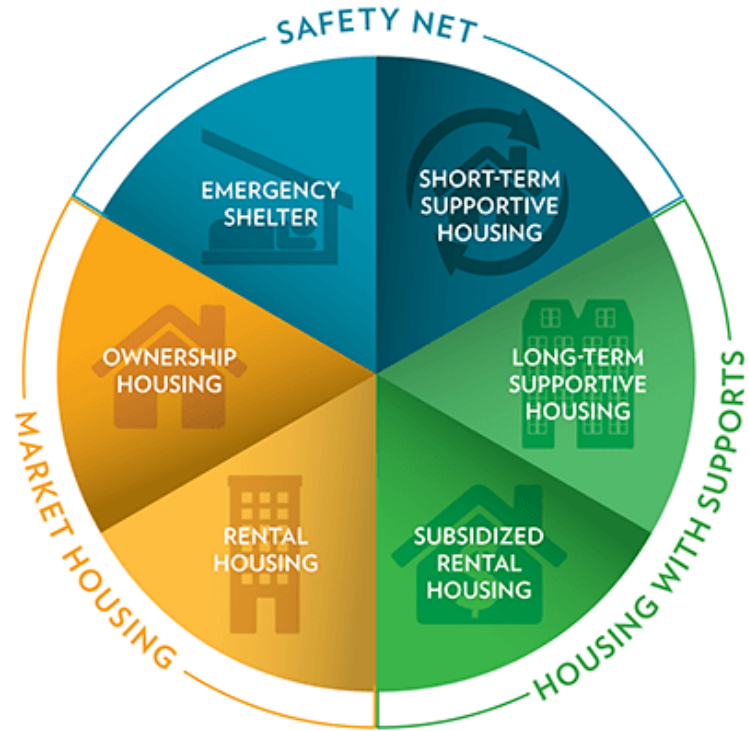 SAFETY NET
EMERGENCY
SHELTER
SHORT-TERM
SUPPORTIVE
HOUSING
OWNERSHIP
HOUSING
LONG-TERM
SUPPORTIVE
HOUSING
RENTAL
HOUSING
SUBSIDIZED
RENTAL
HOUSING
$
MARKET HOUSING
HOUSING WITH SUPPORTS